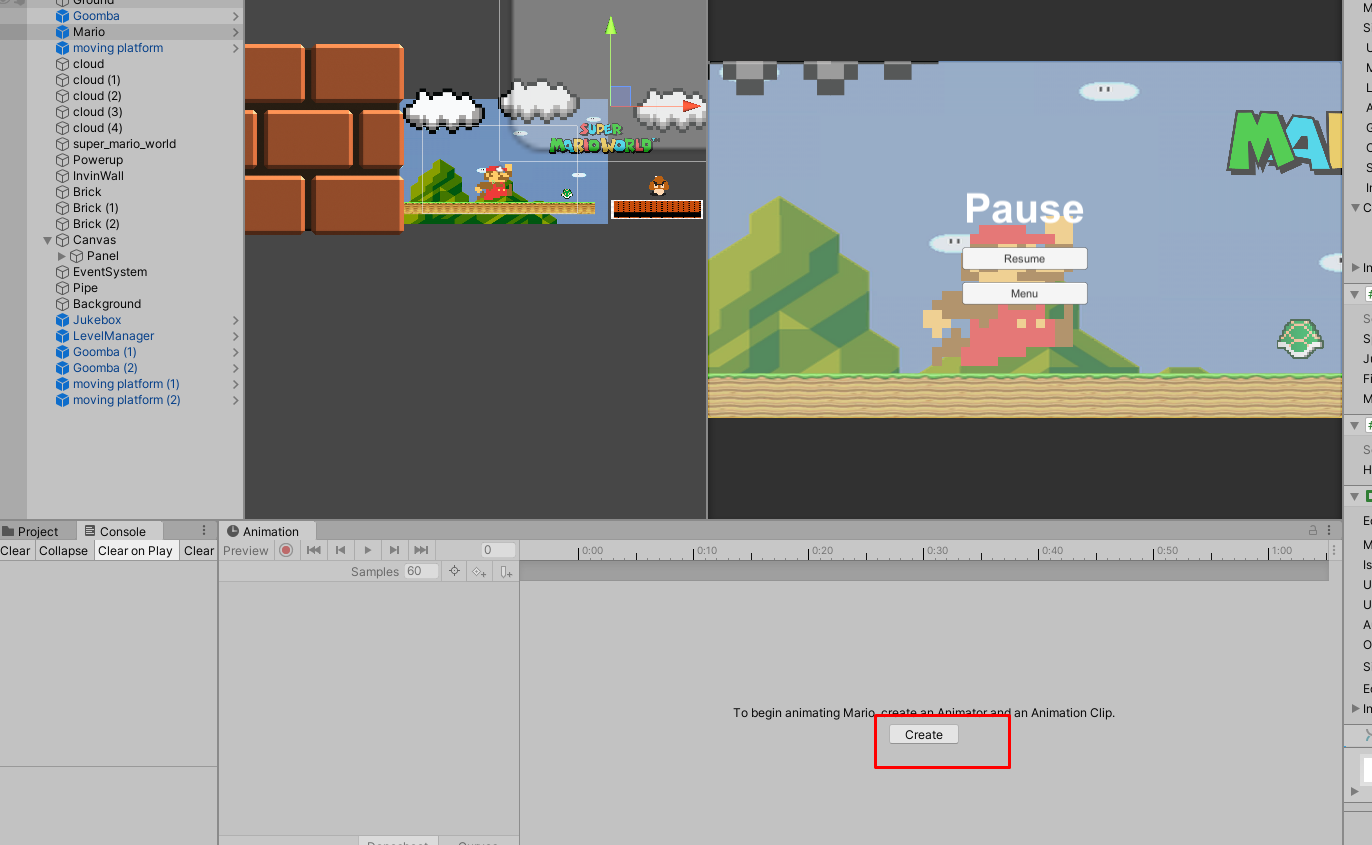 Ground
Goomba
Mario
moving platform
cloud
cloud (1)
cloud (2)
cloud (3)
cloud (4)
super_mario_world
Powerup
InvinWall
Brick
Brick (1)
Brick (2)
Canvas
Panel
EventSystem
Pipe
Background
Jukebox
LevelManager
Goomba (1)
Goomba (2)
moving platform (1)
moving platform (2)
SUPER
MARIOWORLD
MA
Pause
Resume
Menu
Project
Console
Clear Collapse Clear on Play Clear
Animation
Preview
0
0:00 0:10 0:20 0:30 0:40 0:50 1:00
Samples 60
To begin animating Mario, create an Animator and an Animation Clip.
Create